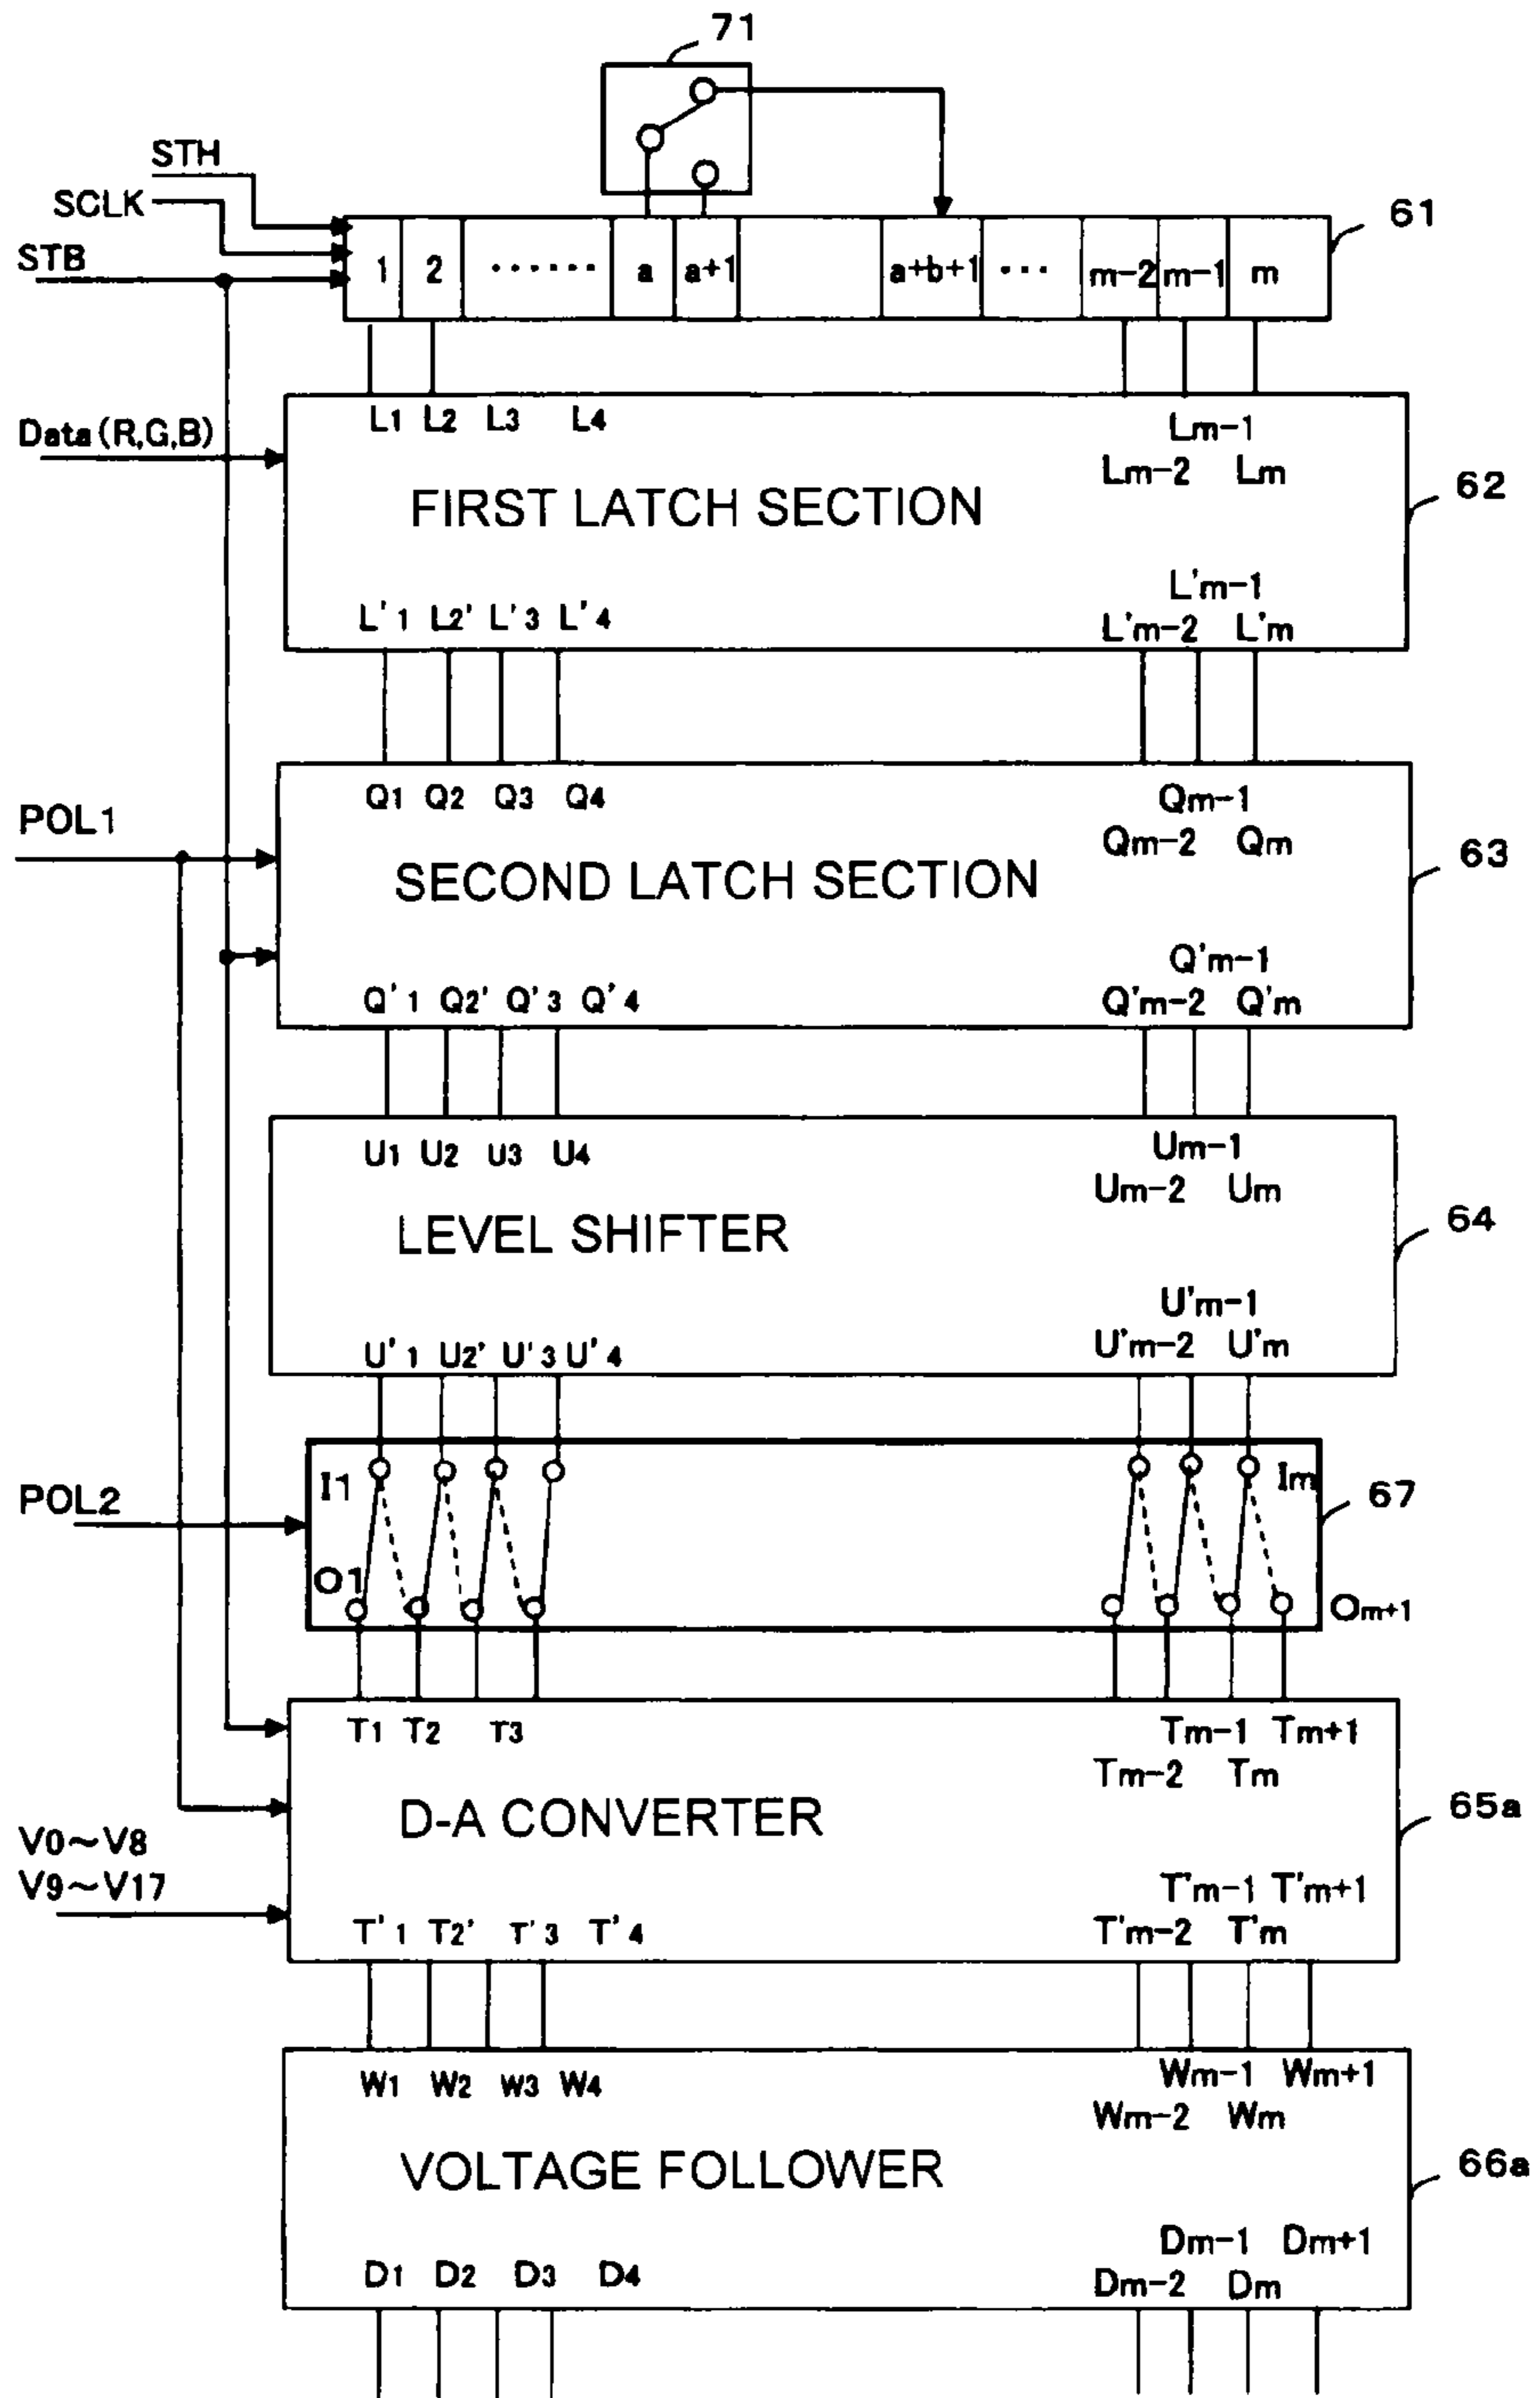 71
STH
SCLK
STB
1 2 ······ a a+1 a+b+1 ··· m-2 m-1 m
61
Data(R,G,B)
L1 L2 L3 L4 Lm-1
Lm-2 Lm
FIRST LATCH SECTION
62
L'm-1
L'1 L2' L'3 L'4 L'm-2 L'm
POL1
Q1 Q2 Q3 Q4 Qm-1
Qm-2 Qm
SECOND LATCH SECTION
63
Q'm-1
Q'1 Q2' Q'3 Q'4 Q'm-2 Q'm
U1 U2 U3 U4 Um-1
Um-2 Um
LEVEL SHIFTER
64
U'm-1
U'1 U2' U'3 U'4 U'm-2 U'm
POL2
I1 Im
67
O1 Om+1
T1 T2 T3 Tm-1 Tm+1
Tm-2 Tm
D-A CONVERTER
65a
V0~V8
V9~V17
T'm-1 T'm+1
T'1 T2' T'3 T'4 T'm-2 T'm
W1 W2 W3 W4 Wm-1 Wm+1
Wm-2 Wm
VOLTAGE FOLLOWER
66a
Dm-1 Dm+1
D1 D2 D3 D4 Dm-2 Dm